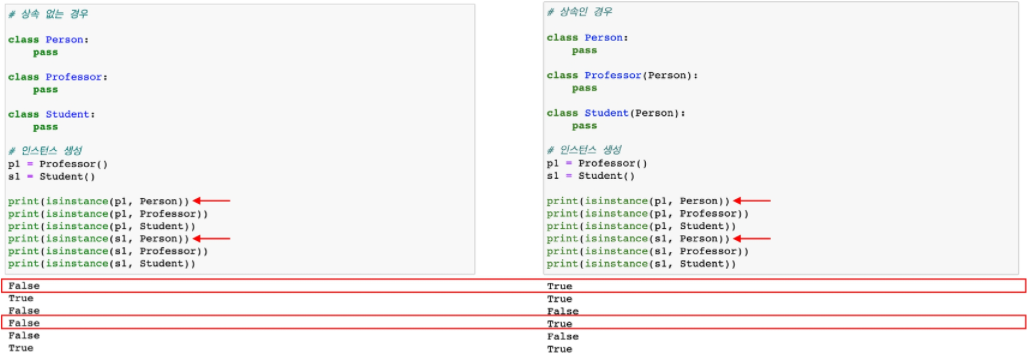 # 상속 없는 경우
class Person:
pass
class Professor:
pass
class Student:
pass
# 인스턴스 생성
p1 = Professor()
s1 = Student()
print(isinstance(p1, Person))
print(isinstance(p1, Professor))
print(isinstance(p1, Student))
print(isinstance(s1, Person))
print(isinstance(s1, Professor))
print(isinstance(s1, Student))
False
True
False
False
False
True
# 상속인 경우
class Person:
pass
class Professor(Person):
pass
class Student(Person):
pass
# 인스턴스 생성
p1 = Professor()
s1 = Student()
print(isinstance(p1, Person))
print(isinstance(p1, Professor))
print(isinstance(p1, Student))
print(isinstance(s1, Person))
print(isinstance(s1, Professor))
print(isinstance(s1, Student))
True
True
False
True
False
True